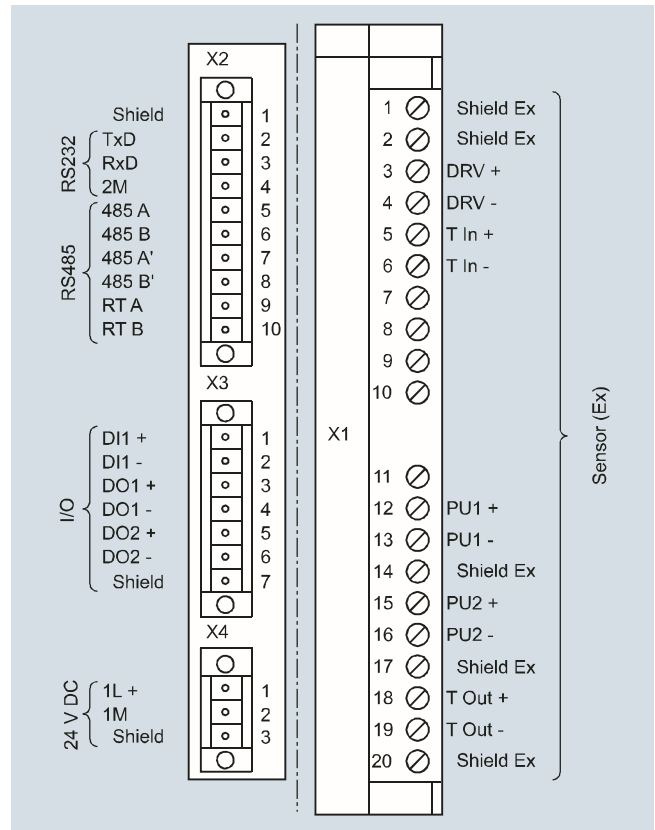 X2
Shield 1
RS232
TxD 2
RxD 3
2M 4
RS485
485 A 5
485 B 6
485 A' 7
485 B' 8
RT A 9
RT B 10
X3
I/O
DI1 + 1
DI1 - 2
DO1 + 3
DO1 - 4
DO2 + 5
DO2 - 6
Shield 7
X4
24 V DC
1L + 1
1M 2
Shield 3
X1
1 Shield Ex
2 Shield Ex
3 DRV +
4 DRV -
5 T In +
6 T In -
7
8
9
10
11
12 PU1 +
13 PU1 -
14 Shield Ex
15 PU2 +
16 PU2 -
17 Shield Ex
18 T Out +
19 T Out -
20 Shield Ex
Sensor (Ex)